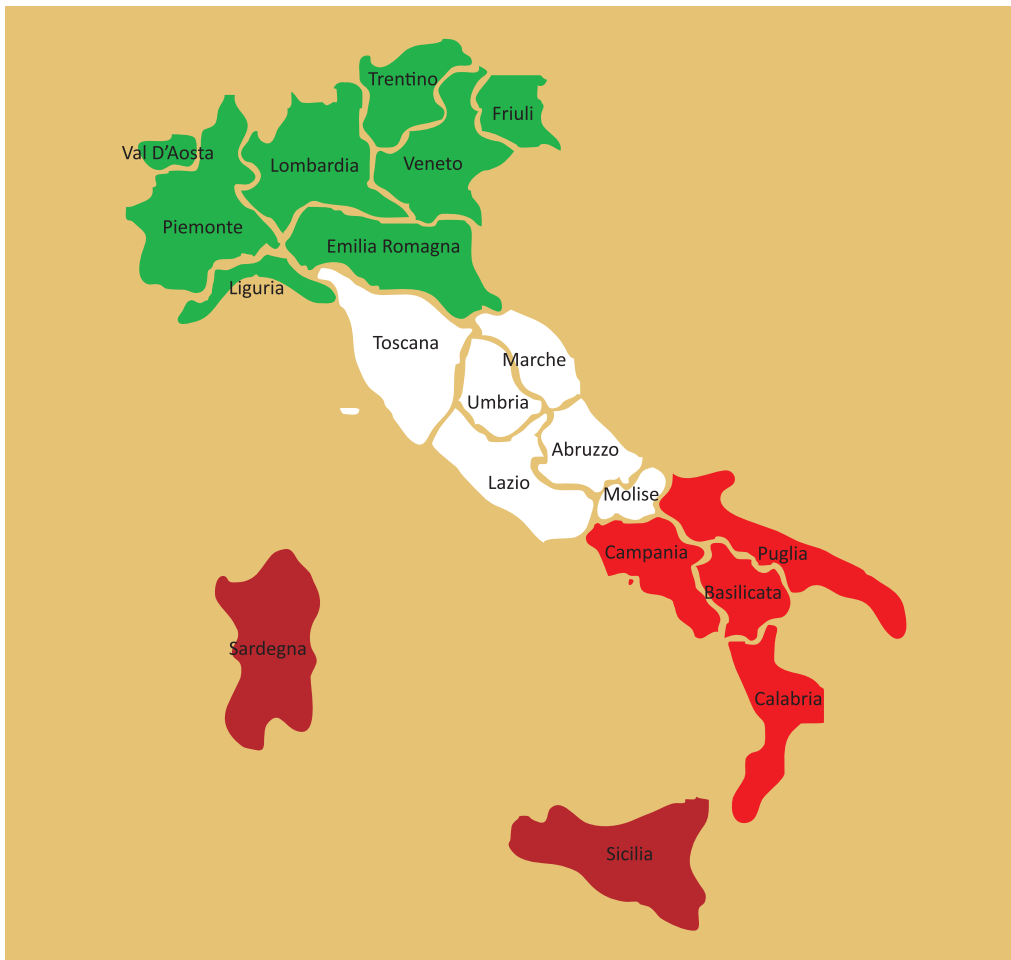 Trentino
Friuli
Val D'Aosta
Lombardia
Veneto
Piemonte
Emilia Romagna
Liguria
Toscana
Marche
Umbria
Abruzzo
Lazio
Molise
Campania
Puglia
Basilicata
Sardegna
Calabria
Sicilia